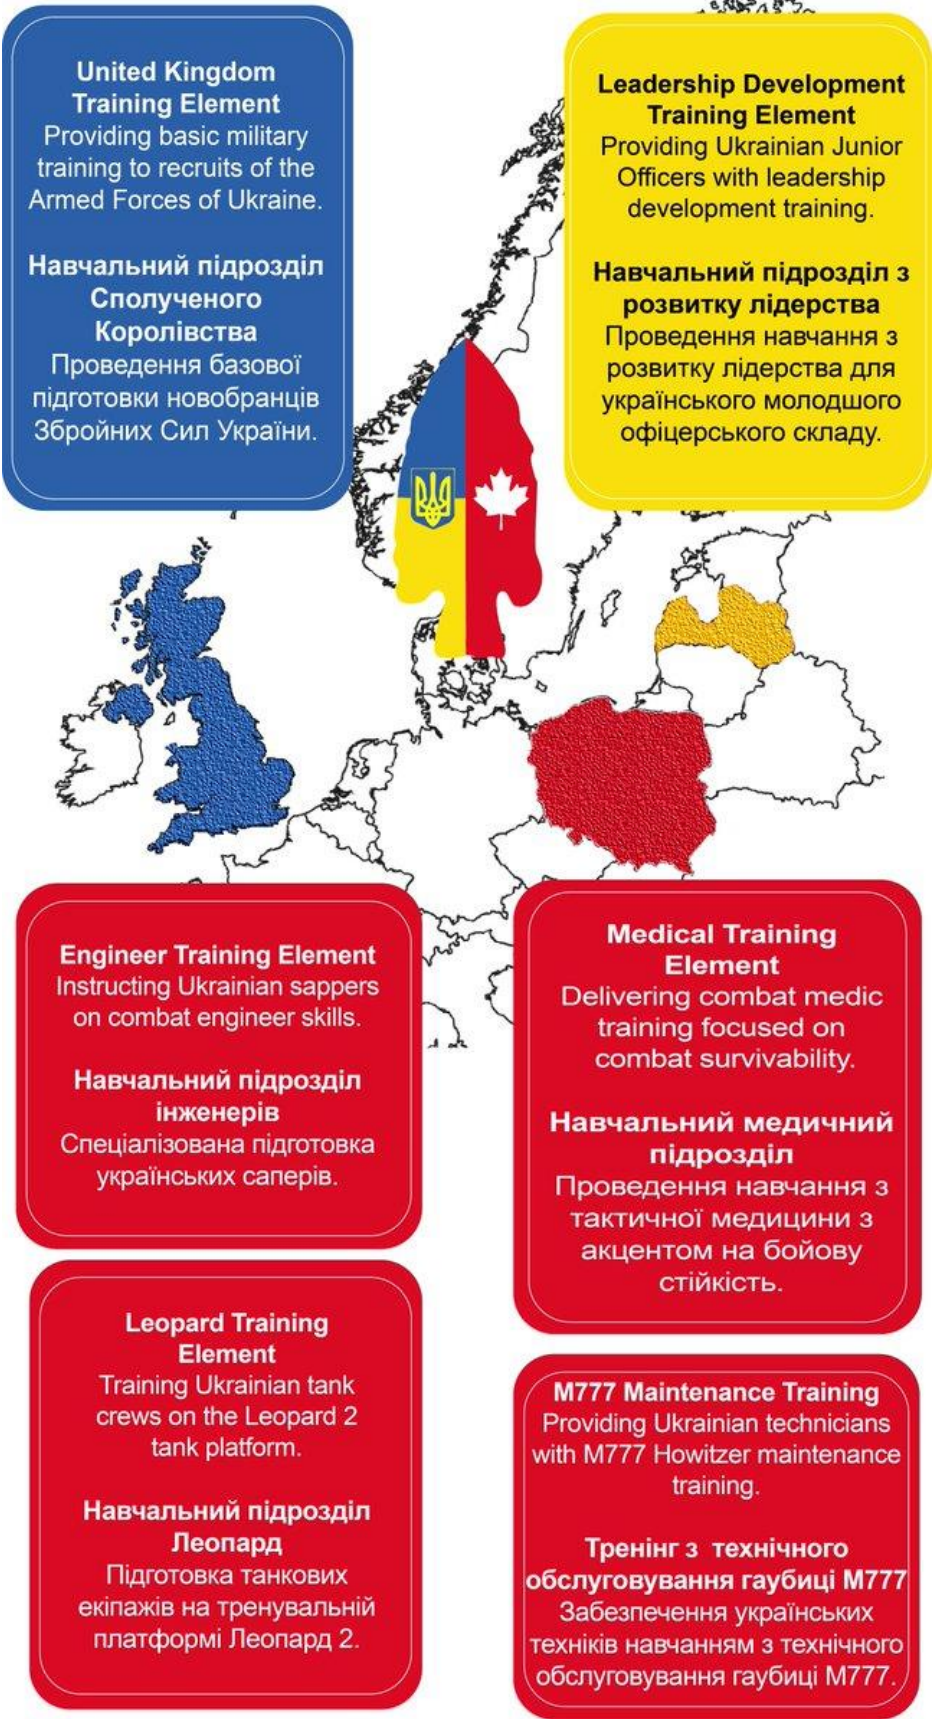 United Kingdom
Training Element
Providing basic military
training to recruits of the
Armed Forces of Ukraine.
Навчальний підрозділ
Сполученого
Королівства
Проведення базової
підготовки новобранців
Збройних Сил України.
Leadership Development
Training Element
Providing Ukrainian Junior
Officers with leadership
development training.
Навчальний підрозділ з
розвитку лідерства
Проведення навчання з
розвитку лідерства для
українського молодшого
офіцерського складу.
Engineer Training Element
Instructing Ukrainian sappers
on combat engineer skills.
Навчальний підрозділ
інженерів
Спеціалізована підготовка
українських саперів.
Medical Training
Element
Delivering combat medic
training focused on
combat survivability.
Навчальний медичний
підрозділ
Проведення навчання з
тактичної медицини з
акцентом на бойову
стійкість.
Leopard Training
Element
Training Ukrainian tank
crews on the Leopard 2
tank platform.
Навчальний підрозділ
Леопард
Підготовка танкових
екіпажів на тренувальній
платформі Леопард 2.
M777 Maintenance Training
Providing Ukrainian technicians
with M777 Howitzer maintenance
training.
Тренінг з технічного
обслуговування гаубиці М777
Забезпечення українських
техніків навчанням з технічного
обслуговування гаубиці М777.